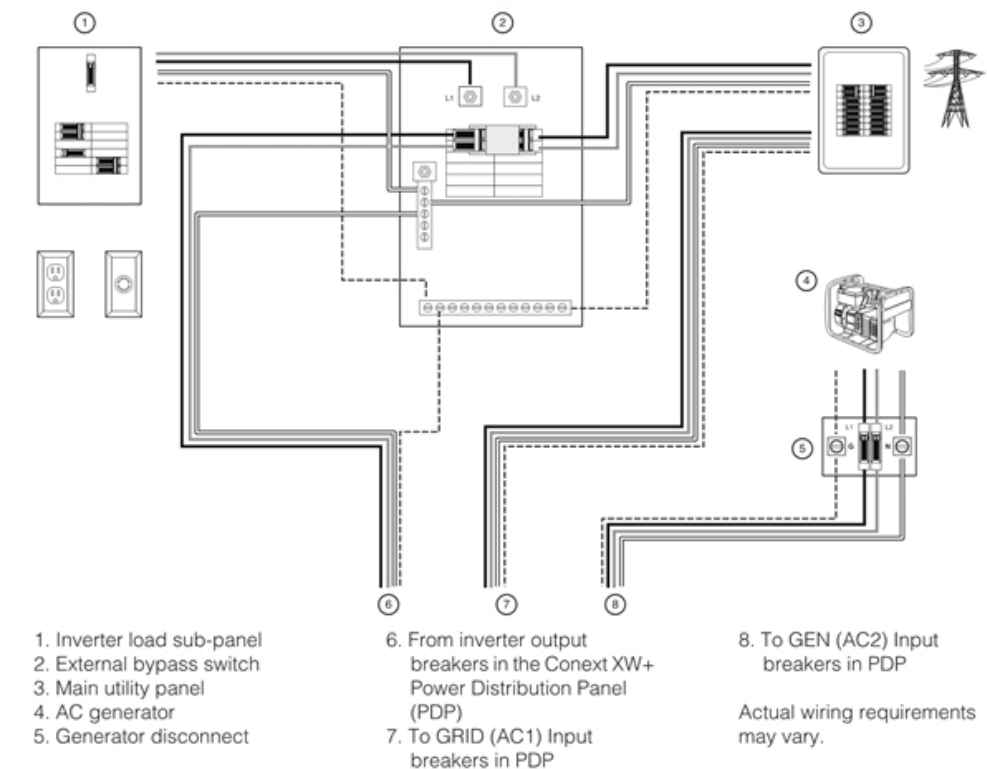 1
2
3
L1
L2
4
L1
L2
5
G
N
6
7
8
1. Inverter load sub-panel
2. External bypass switch
3. Main utility panel
4. AC generator
5. Generator disconnect
6. From inverter output
breakers in the Conext XW+
Power Distribution Panel
(PDP)
7. To GRID (AC1) Input
breakers in PDP
8. To GEN (AC2) Input
breakers in PDP
Actual wiring requirements
may vary.